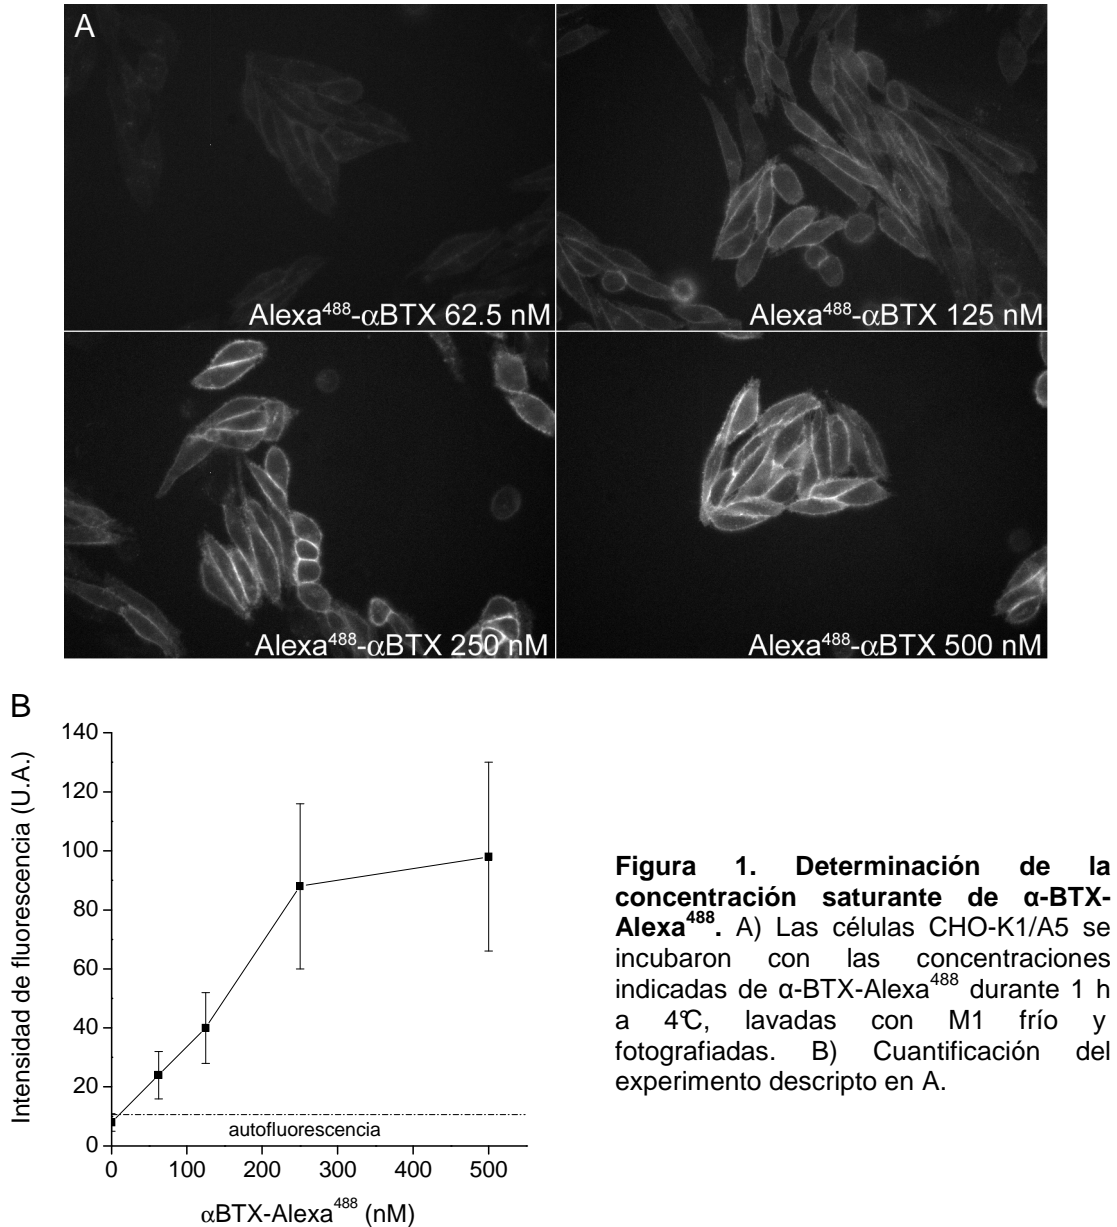 A
Alexa⁴⁸⁸-αBTX 62.5 nM
Alexa⁴⁸⁸-αBTX 125 nM
Alexa⁴⁸⁸-αBTX 250 nM
Alexa⁴⁸⁸-αBTX 500 nM
B
Intensidad de fluorescencia (U.A.)
140
120
100
80
60
40
20
0
autofluorescencia
0 100 200 300 400 500
αBTX-Alexa⁴⁸⁸ (nM)
Figura 1. Determinación de la
concentración saturante de α-BTX-
Alexa⁴⁸⁸. A) Las células CHO-K1/A5 se
incubaron con las concentraciones
indicadas de α-BTX-Alexa⁴⁸⁸ durante 1 h
a 4°C, lavadas con M1 frío y
fotografiadas. B) Cuantificación del
experimento descripto en A.